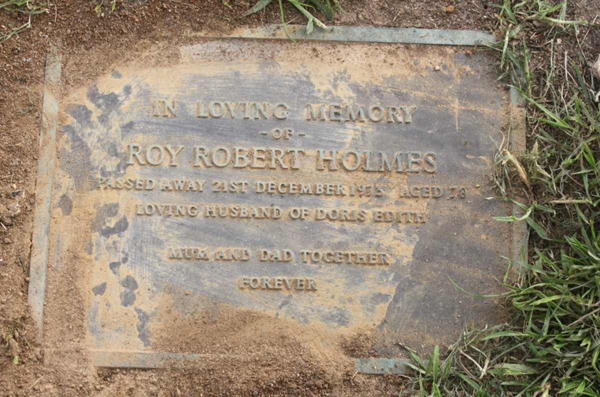 IN LOVING MEMORY
- OF -
ROY ROBERT HOLMES
PASSED AWAY 21ST DECEMBER AGED 78
LOVING HUSBAND OF DORIS EDITH
MUM AND DAD TOGETHER
FOREVER